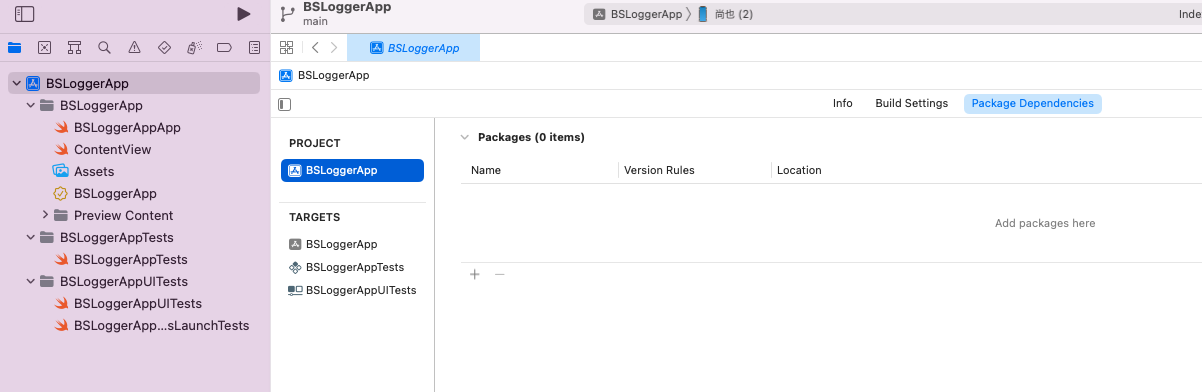 BSLoggerApp
main
BSLoggerApp
尚也 (2)
Inde
BSLoggerApp
BSLoggerApp
BSLoggerApp
BSLoggerAppApp
ContentView
Assets
BSLoggerApp
Preview Content
BSLoggerAppTests
BSLoggerAppTests
BSLoggerAppUITests
BSLoggerAppUITests
BSLoggerApp...sLaunchTests
BSLoggerApp
Info
Build Settings
Package Dependencies
PROJECT
BSLoggerApp
TARGETS
BSLoggerApp
BSLoggerAppTests
BSLoggerAppUITests
Packages (0 items)
Name
Version Rules
Location
Add packages here